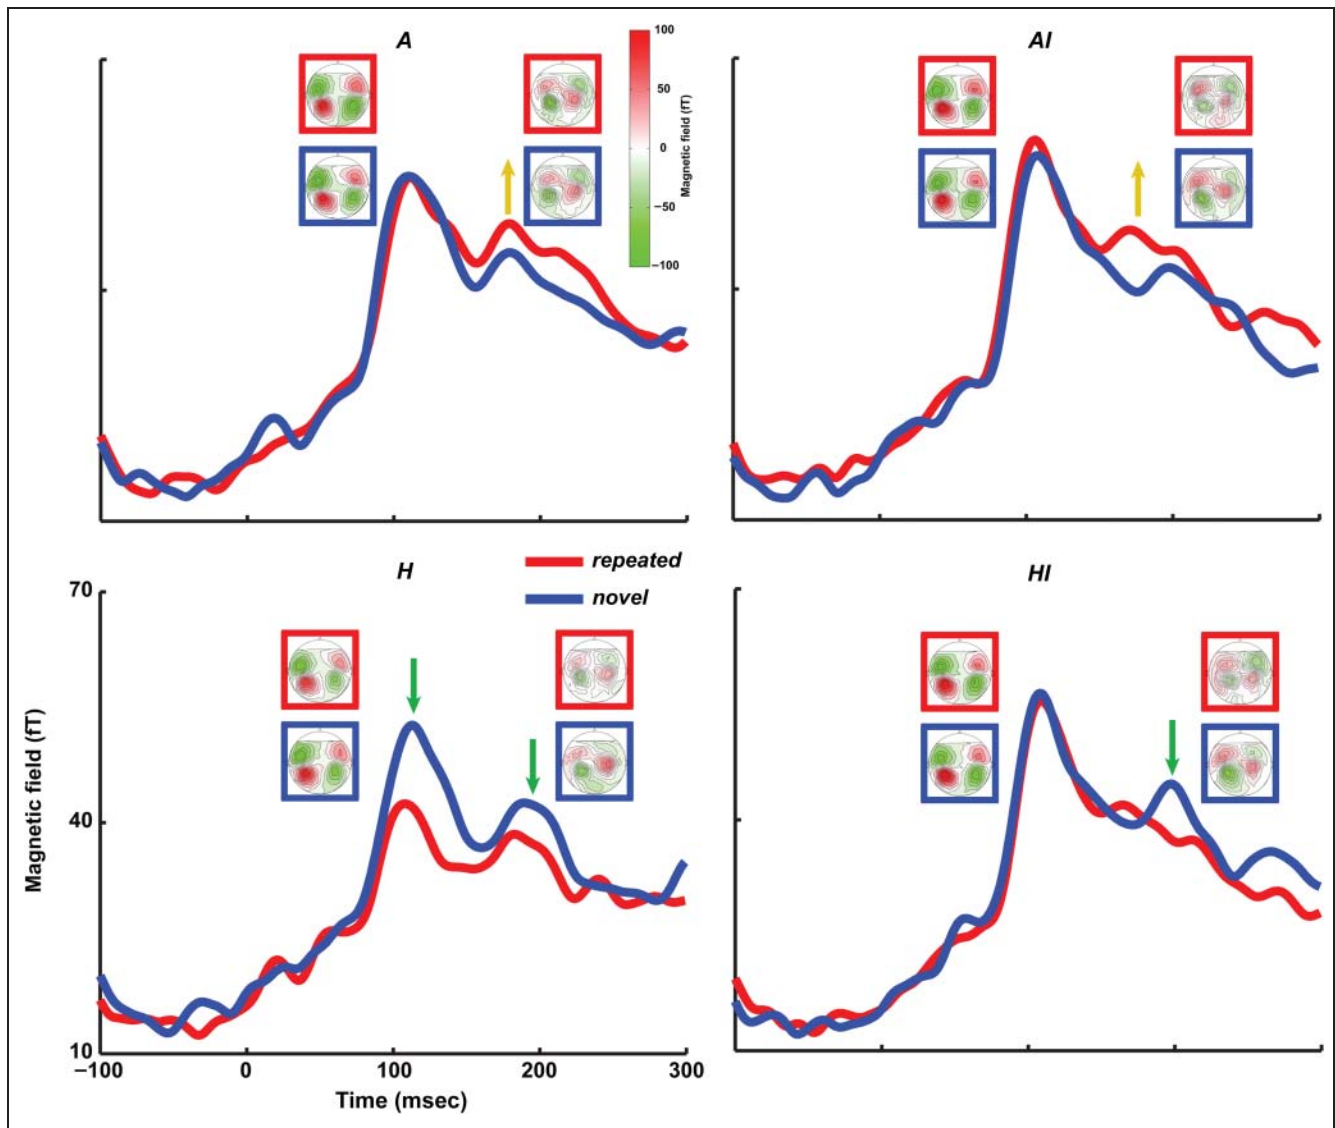 A
100
50
0
−50
−100
Magnetic field (fT)
AI
repeated
novel
H
70
40
10
−100
0
100
200
300
Magnetic field (fT)
Time (msec)
HI